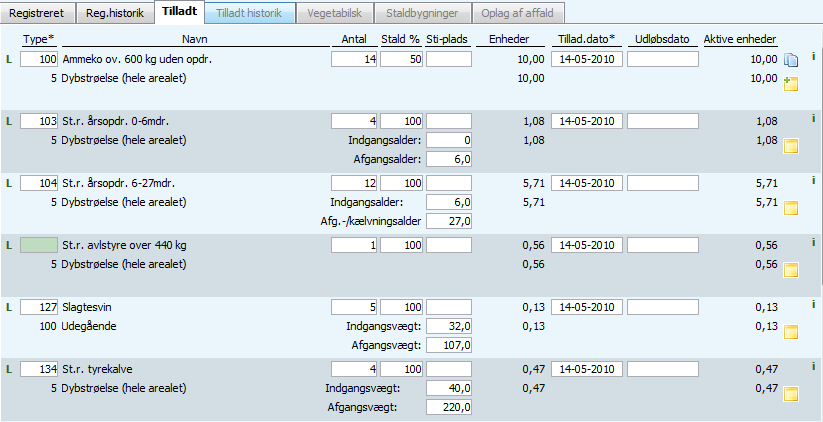 Registreret Reg.historik Tilladt Tilladt historik Vegetabilsk Staldbygninger Oplag af affald
Type* Navn Antal Stald % Sti-plads Enheder Tillad.dato* Udløbsdato Aktive enheder
L 100 Ammeko ov. 600 kg uden opdr. 14 50 10,00 14-05-2010 10,00 i
5 Dybstrøelse (hele arealet) 10,00 10,00
L 103 St.r. årsopdr. 0-6mdr. 4 100 1,08 14-05-2010 1,08 i
5 Dybstrøelse (hele arealet) Indgangsalder: 0 1,08 1,08
Afgangsalder: 6,0
L 104 St.r. årsopdr. 6-27mdr. 12 100 5,71 14-05-2010 5,71 i
5 Dybstrøelse (hele arealet) Indgangsalder: 6,0 5,71 5,71
Afg.-/kælvningsalder 27,0
L St.r. avlstyre over 440 kg 1 100 0,56 14-05-2010 0,56 i
5 Dybstrøelse (hele arealet) 0,56 0,56
L 127 Slagtesvin 5 100 0,13 14-05-2010 0,13 i
100 Udegående Indgangsvægt: 32,0 0,13 0,13
Afgangsvægt: 107,0
L 134 St.r. tyrekalve 4 100 0,47 14-05-2010 0,47 i
5 Dybstrøelse (hele arealet) Indgangsvægt: 40,0 0,47 0,47
Afgangsvægt: 220,0